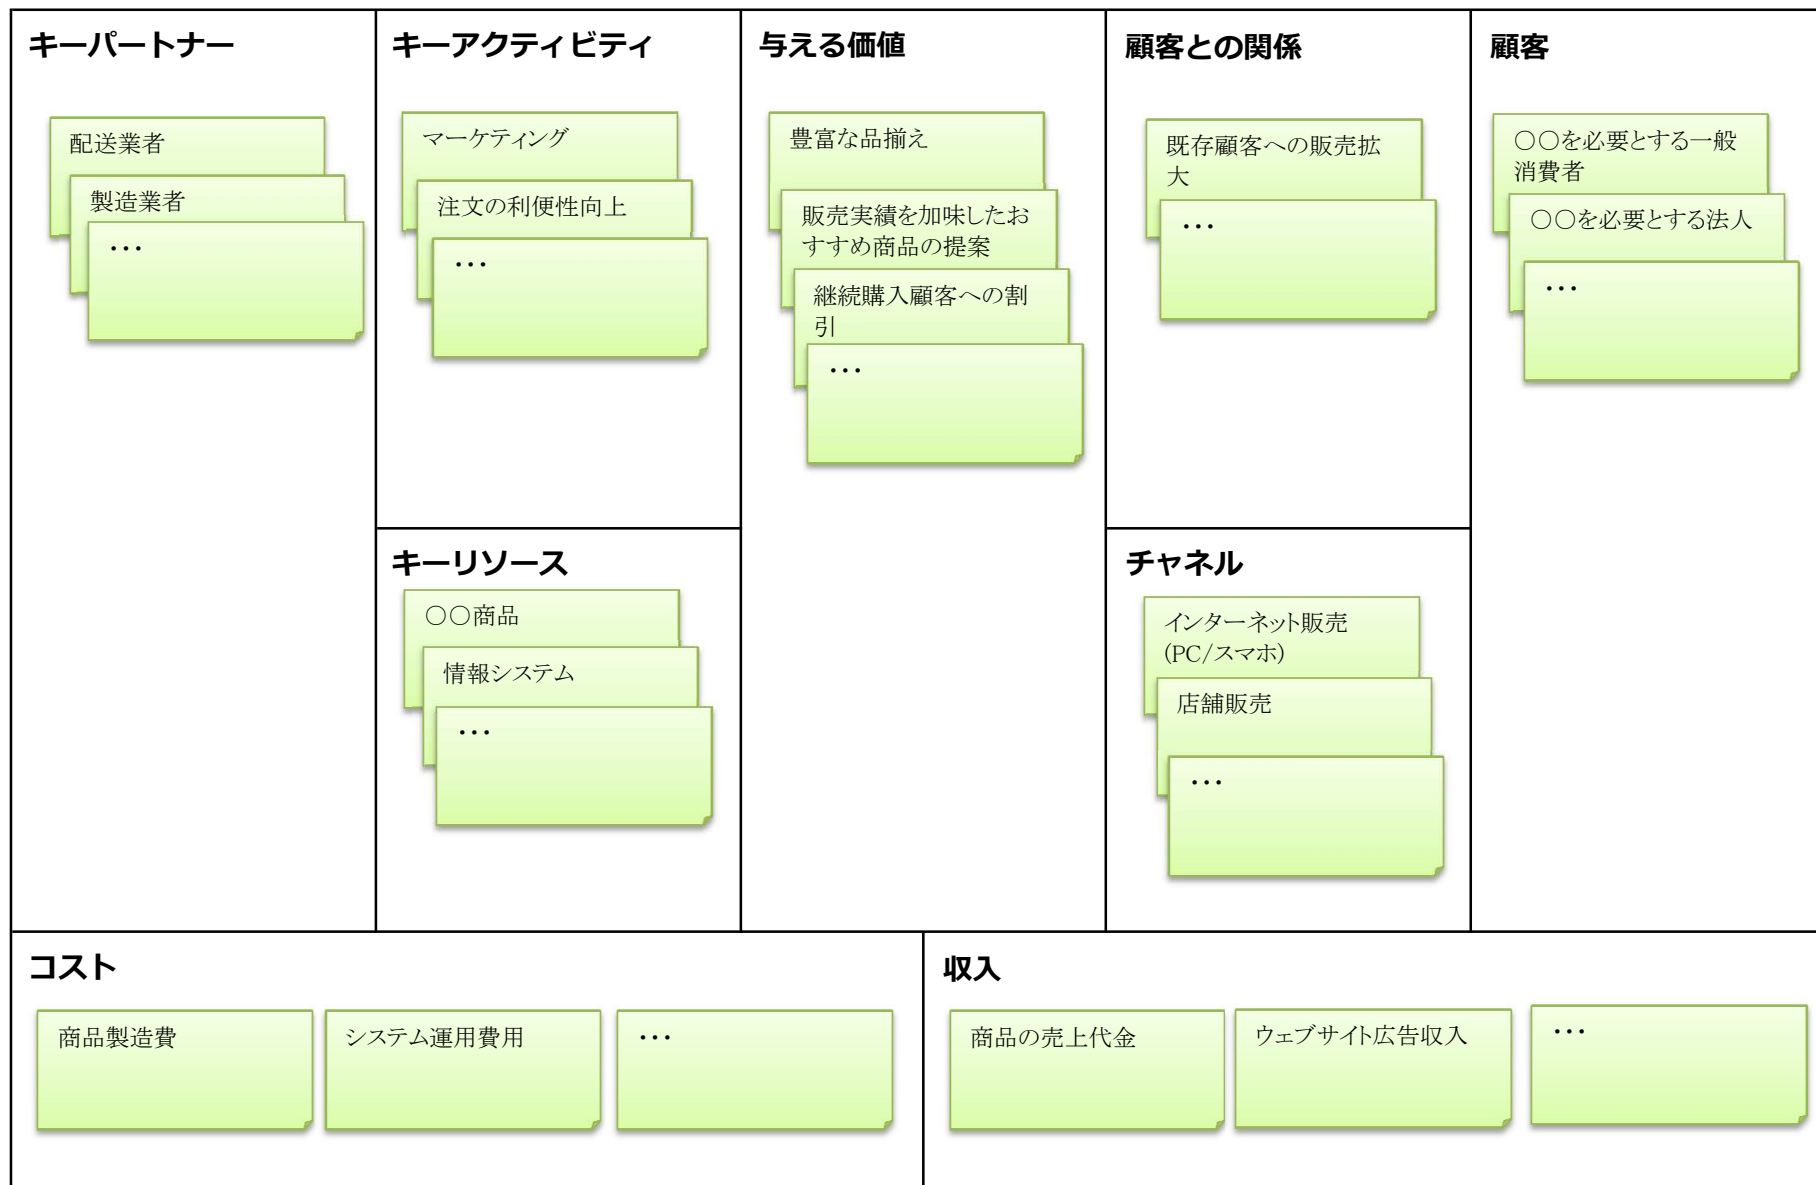 キーパートナー
配送業者
製造業者
・・・
キーアクティビティ
マーケティング
注文の利便性向上
・・・
キーリソース
○○商品
情報システム
・・・
与える価値
豊富な品揃え
販売実績を加味したお
すすめ商品の提案
継続購入顧客への割
引
・・・
顧客との関係
既存顧客への販売拡
大
・・・
チャネル
インターネット販売
(PC/スマホ)
店舗販売
・・・
顧客
○○を必要とする一般
消費者
○○を必要とする法人
・・・
コスト
商品製造費
システム運用費用
・・・
収入
商品の売上代金
ウェブサイト広告収入
・・・